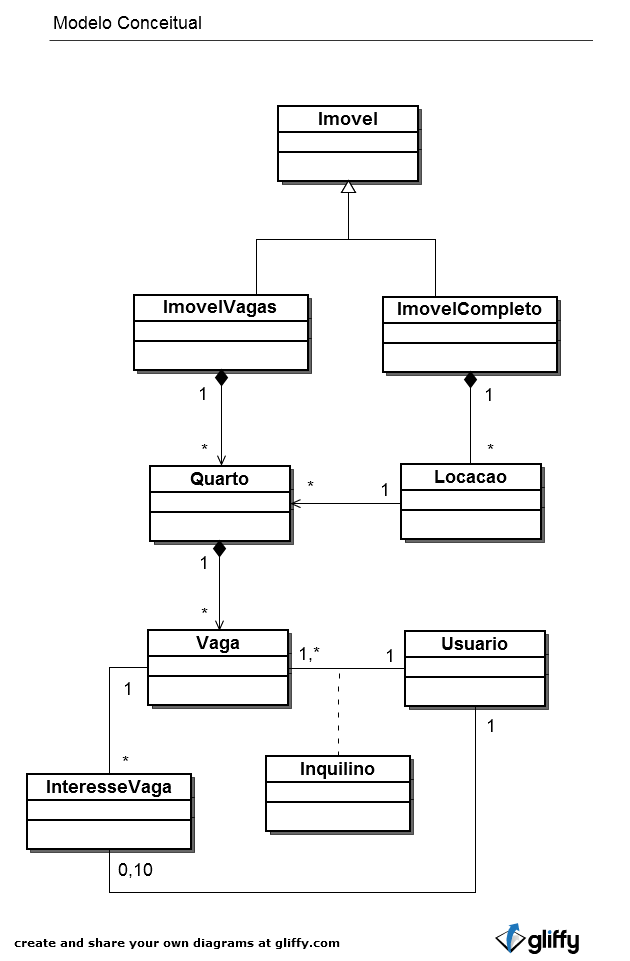 Modelo Conceitual
Imovel
ImovelVagas
ImovelCompleto
1
1
*
*
Quarto
Locacao
*
1
1
*
Vaga
Usuario
1,*
1
1
1
*
Inquilino
InteresseVaga
0,10
create and share your own diagrams at gliffy.com
gliffy